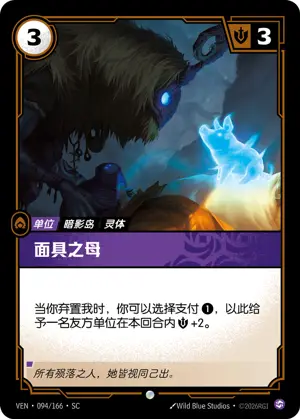 3
3
单位 暗影岛 灵体
面具之母
当你弃置我时，你可以选择支付❶，以此给
予一名友方单位在本回合内 +2。
所有殒落之人，她皆视同己出。
VEN • 094/166 • SC
Wild Blue Studios • ©2026RGI